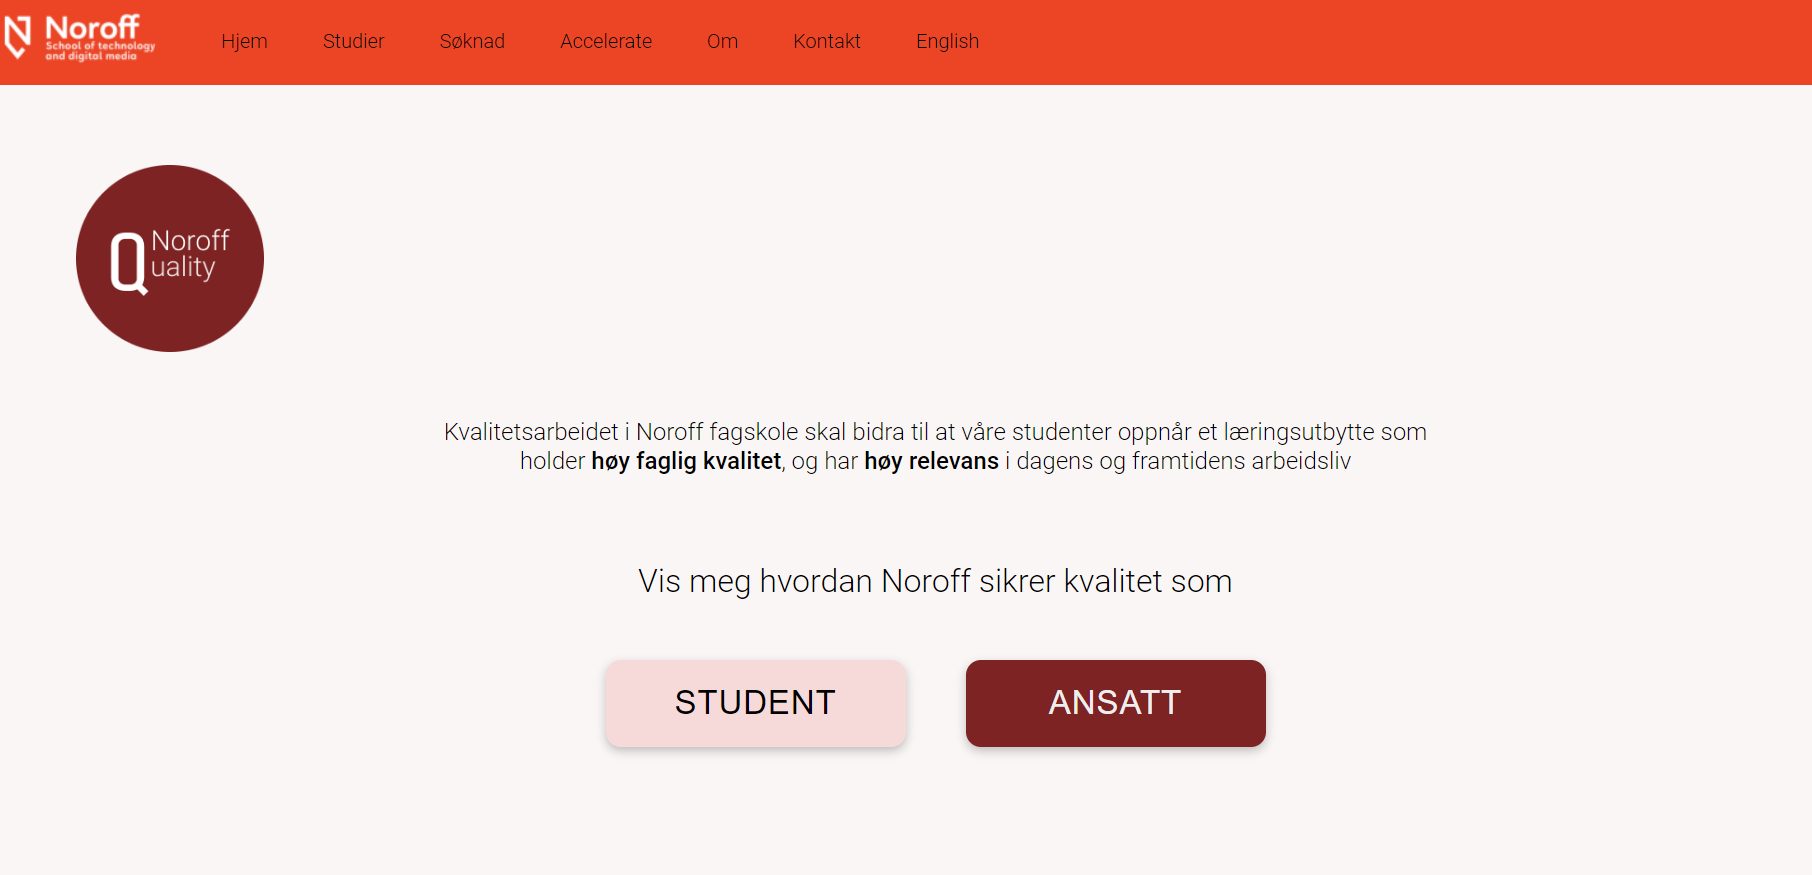 Noroff
School of technology
and digital media
Hjem Studier Søknad Accelerate Om Kontakt English
Noroff
Quality
Kvalitetsarbeidet i Noroff fagskole skal bidra til at våre studenter oppnår et læringsutbytte som
holder høy faglig kvalitet, og har høy relevans i dagens og framtidens arbeidsliv
Vis meg hvordan Noroff sikrer kvalitet som
STUDENT ANSATT